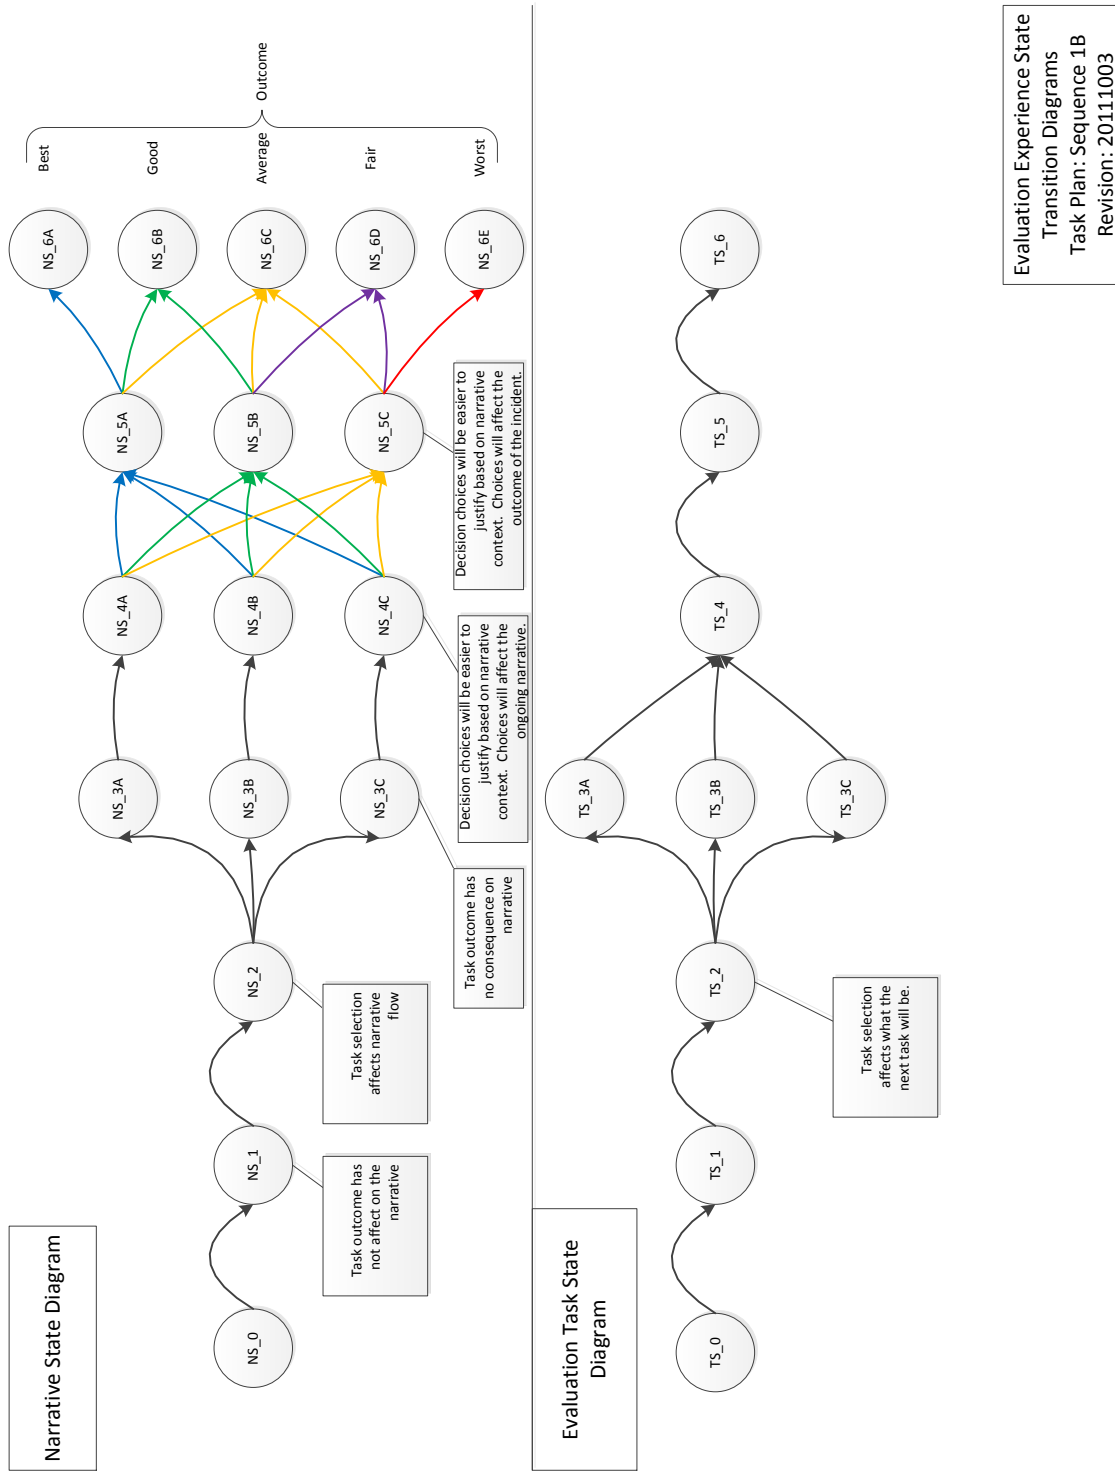 Narrative State Diagram
NS_0
NS_1
NS_2
NS_3A
NS_3B
NS_3C
NS_4A
NS_4B
NS_4C
NS_5A
NS_5B
NS_5C
NS_6A
NS_6B
NS_6C
NS_6D
NS_6E
Best
Good
Average
Fair
Worst
Outcome
Task outcome has
not affect on the
narrative
Task selection
affects narrative
flow
Task outcome has
no consequence on
narrative
Decision choices will be easier to
justify based on narrative
context.  Choices will affect the
ongoing narrative.
Decision choices will be easier to
justify based on narrative
context.  Choices will affect the
outcome of the incident.
Evaluation Task State
Diagram
TS_0
TS_1
TS_2
TS_3A
TS_3B
TS_3C
TS_4
TS_5
TS_6
Task selection
affects what the
next task will be.
Evaluation Experience State
Transition Diagrams
Task Plan: Sequence 1B
Revision: 20111003